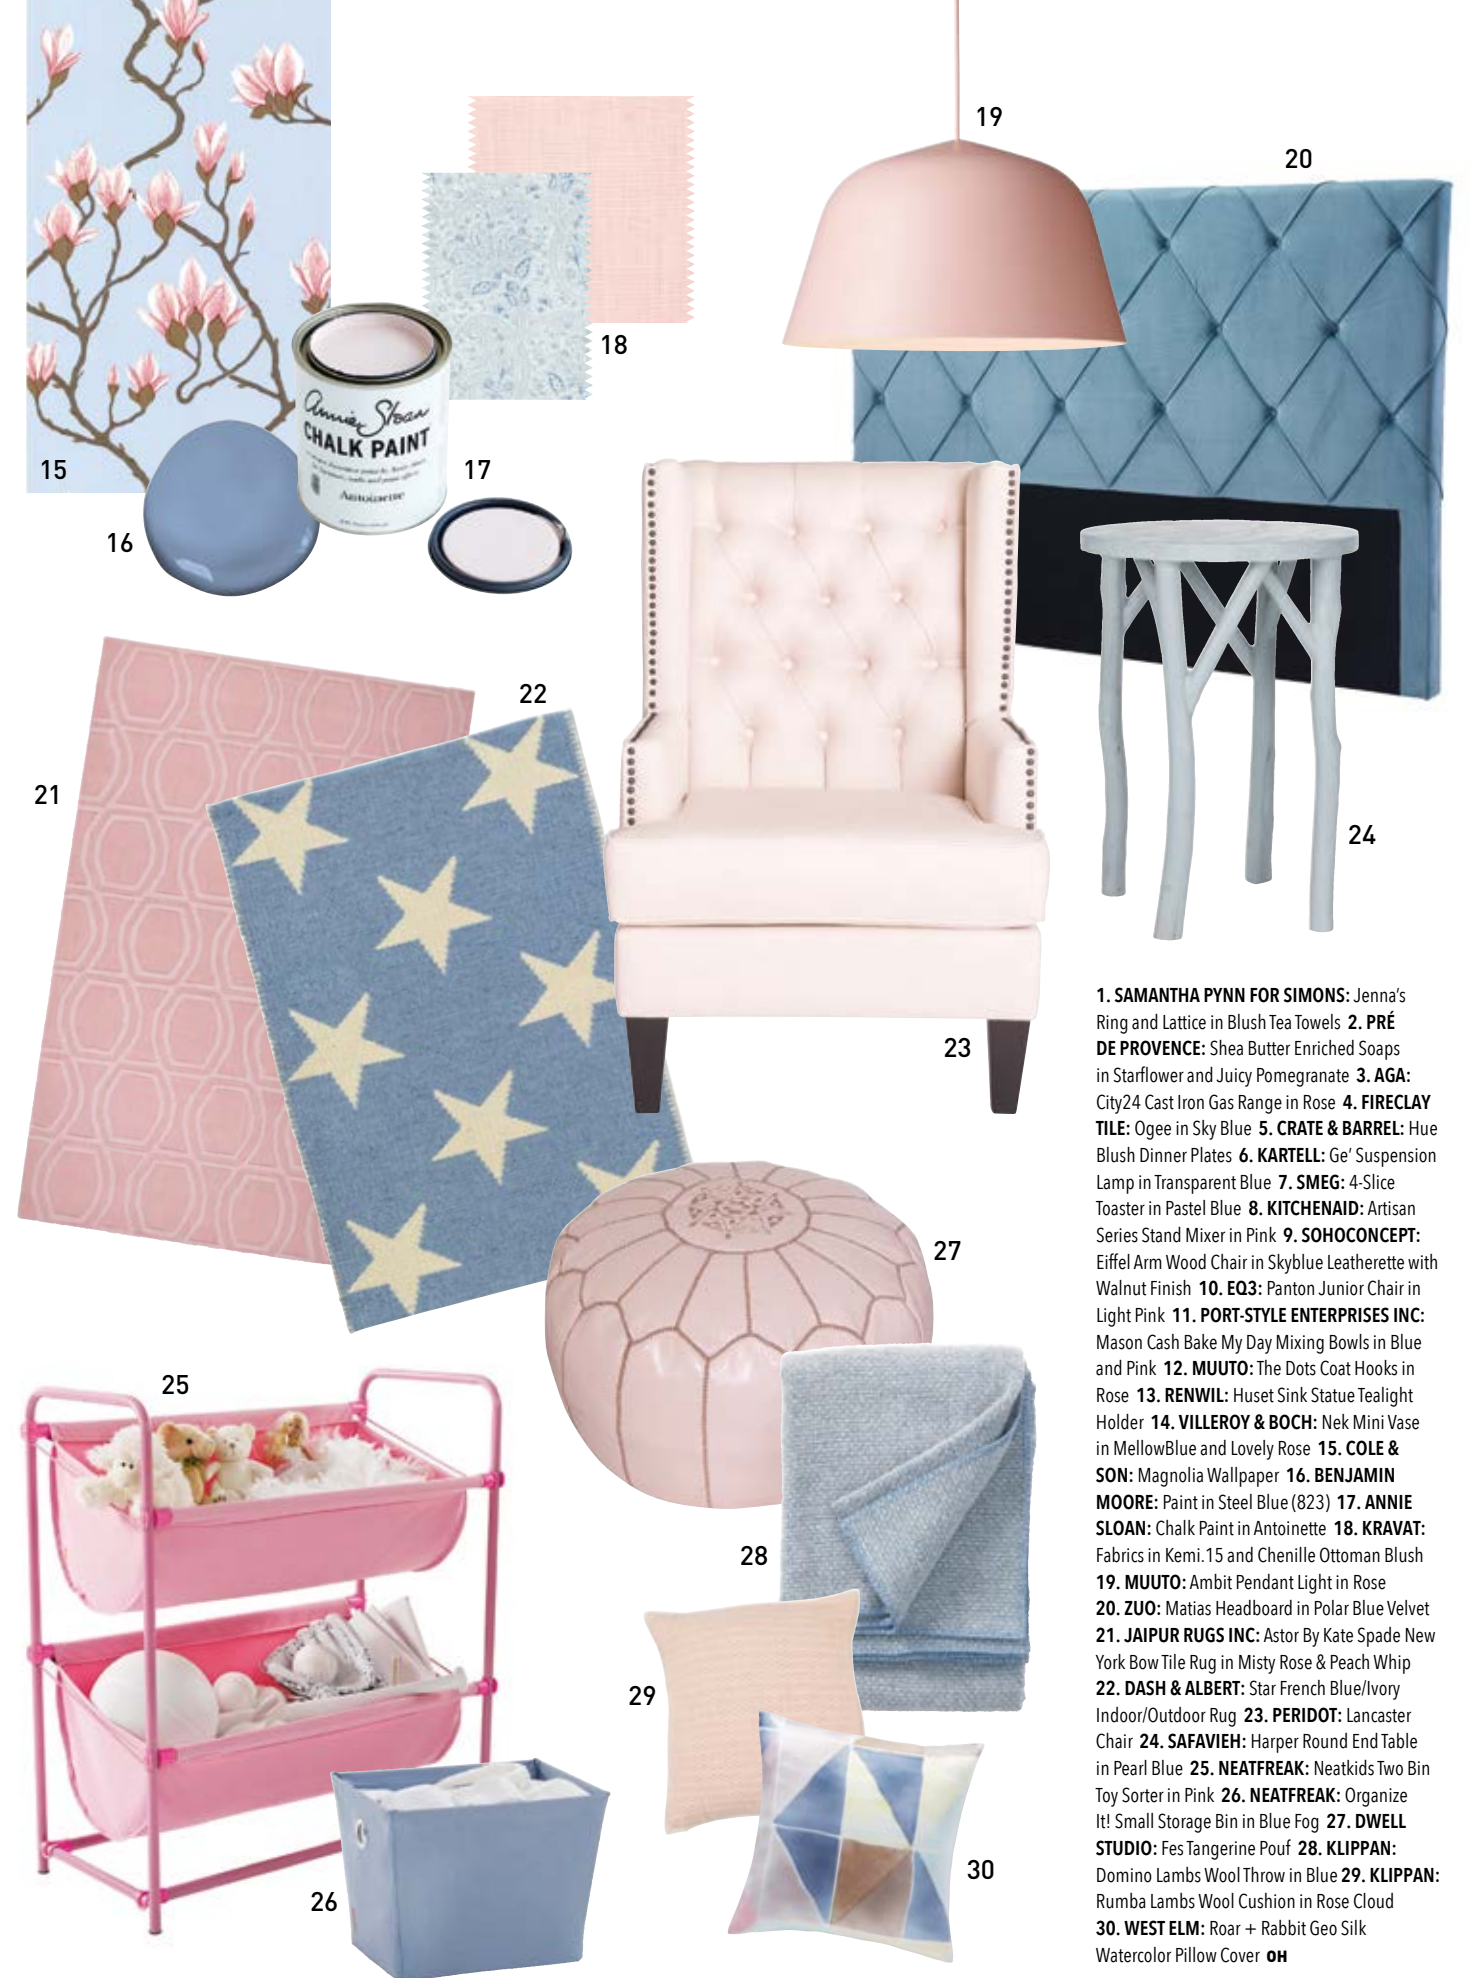 19
20
18
Annie Sloan
CHALK PAINT
Antoinette
15
17
16
22
21
24
23
27
25
28
29
30
26
1. SAMANTHA PYNN FOR SIMONS: Jenna’s
Ring and Lattice in Blush Tea Towels 2. PRÉ
DE PROVENCE: Shea Butter Enriched Soaps
in Starflower and Juicy Pomegranate 3. AGA:
City24 Cast Iron Gas Range in Rose 4. FIRECLAY
TILE: Ogee in Sky Blue 5. CRATE & BARREL: Hue
Blush Dinner Plates 6. KARTELL: Ge’ Suspension
Lamp in Transparent Blue 7. SMEG: 4-Slice
Toaster in Pastel Blue 8. KITCHENAID: Artisan
Series Stand Mixer in Pink 9. SOHOCONCEPT:
Eiffel Arm Wood Chair in Skyblue Leatherette with
Walnut Finish 10. EQ3: Panton Junior Chair in
Light Pink 11. PORT-STYLE ENTERPRISES INC:
Mason Cash Bake My Day Mixing Bowls in Blue
and Pink 12. MUUTO: The Dots Coat Hooks in
Rose 13. RENWIL: Huset Sink Statue Tealight
Holder 14. VILLEROY & BOCH: Nek Mini Vase
in MellowBlue and Lovely Rose 15. COLE &
SON: Magnolia Wallpaper 16. BENJAMIN
MOORE: Paint in Steel Blue (823) 17. ANNIE
SLOAN: Chalk Paint in Antoinette 18. KRAVAT:
Fabrics in Kemi.15 and Chenille Ottoman Blush
19. MUUTO: Ambit Pendant Light in Rose
20. ZUO: Matias Headboard in Polar Blue Velvet
21. JAIPUR RUGS INC: Astor By Kate Spade New
York Bow Tile Rug in Misty Rose & Peach Whip
22. DASH & ALBERT: Star French Blue/Ivory
Indoor/Outdoor Rug 23. PERIDOT: Lancaster
Chair 24. SAFAVIEH: Harper Round End Table
in Pearl Blue 25. NEATFREAK: Neatkids Two Bin
Toy Sorter in Pink 26. NEATFREAK: Organize
It! Small Storage Bin in Blue Fog 27. DWELL
STUDIO: Fes Tangerine Pouf 28. KLIPPAN:
Domino Lambs Wool Throw in Blue 29. KLIPPAN:
Rumba Lambs Wool Cushion in Rose Cloud
30. WEST ELM: Roar + Rabbit Geo Silk
Watercolor Pillow Cover OH